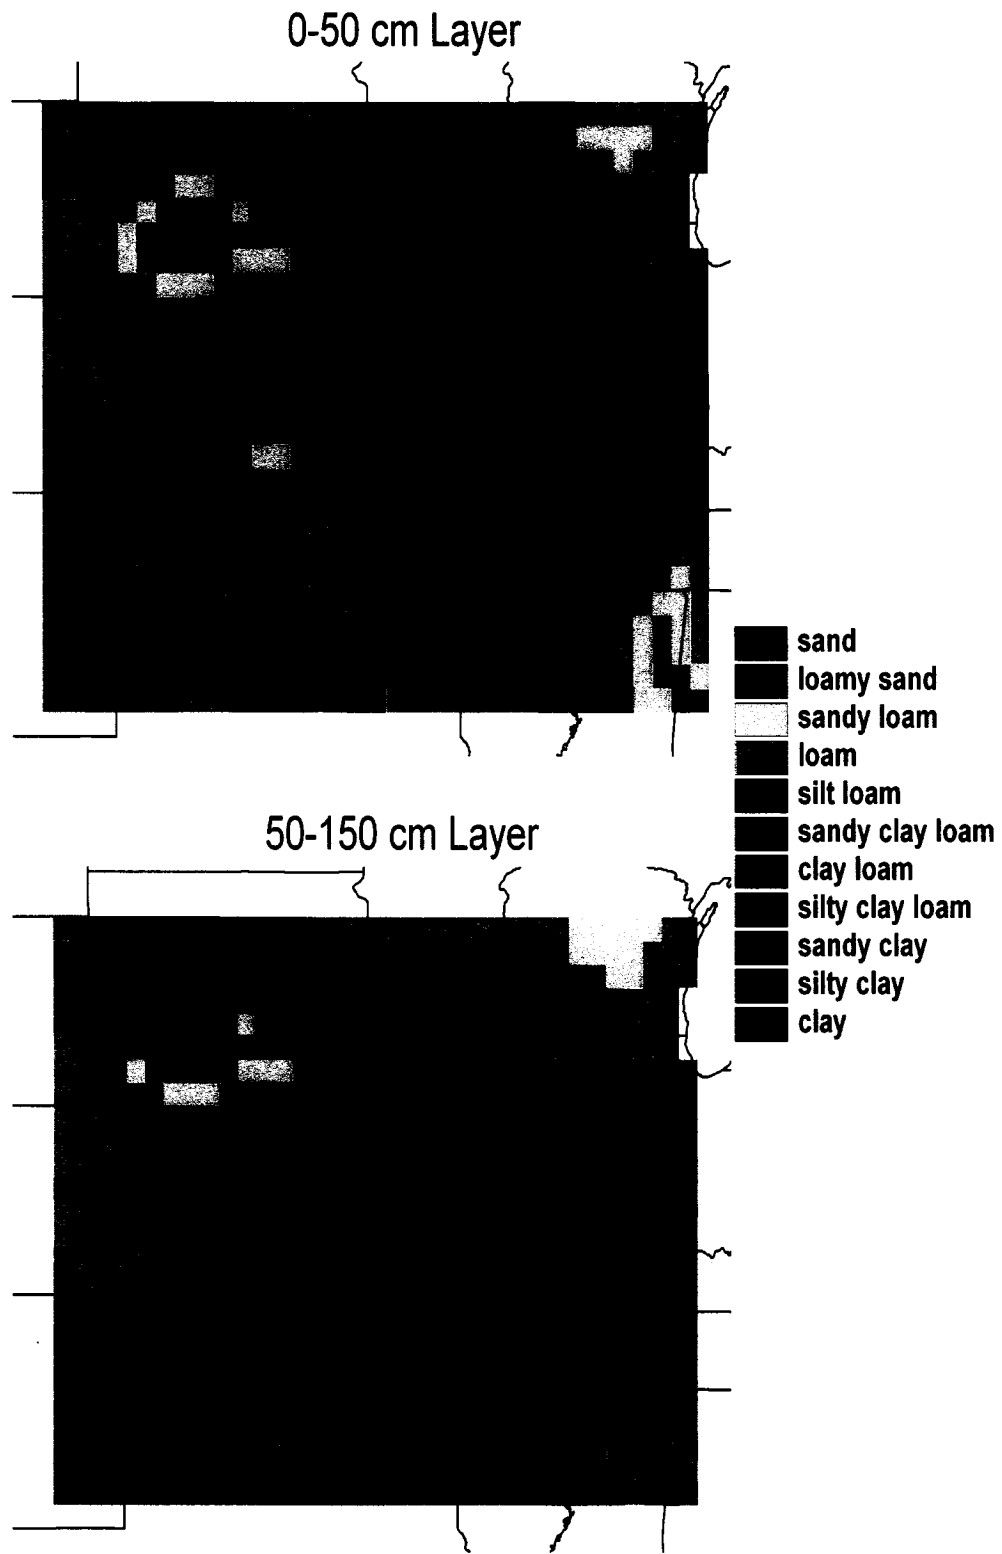 0-50 cm Layer
sand
loamy sand
sandy loam
loam
silt loam
sandy clay loam
clay loam
silty clay loam
sandy clay
silty clay
clay
50-150 cm Layer